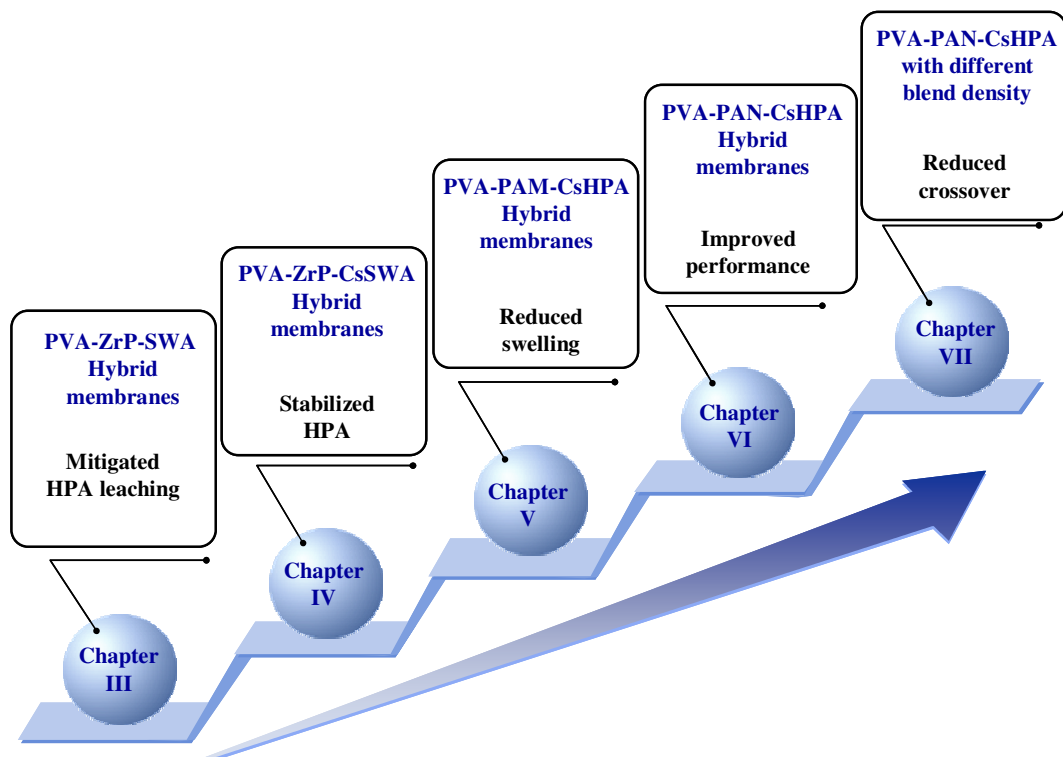 PVA-ZrP-SWA
Hybrid
membranes
Mitigated
HPA leaching
Chapter
III
PVA-ZrP-CsSWA
Hybrid
membranes
Stabilized
HPA
Chapter
IV
PVA-PAM-CsHPA
Hybrid
membranes
Reduced
swelling
Chapter
V
PVA-PAN-CsHPA
Hybrid
membranes
Improved
performance
Chapter
VI
PVA-PAN-CsHPA
with different
blend density
Reduced
crossover
Chapter
VII